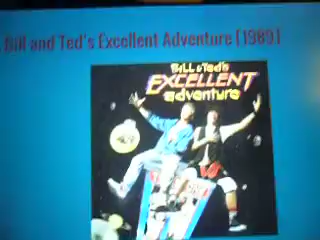 Bill and Ted's Excellent Adventure (1989)
Bill & Ted's
EXCELLENT
adventure